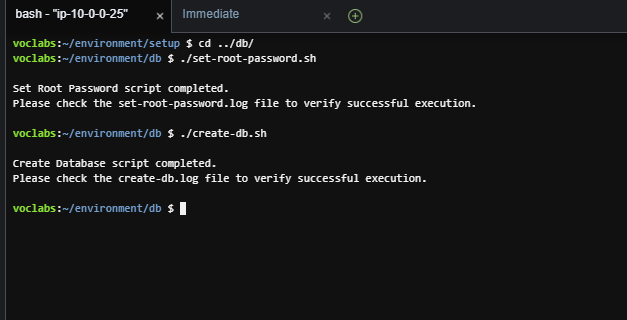 bash - "ip-10-0-0-25" × Immediate ×
voclabs:~/environment/setup $ cd ../db/
voclabs:~/environment/db $ ./set-root-password.sh
Set Root Password script completed.
Please check the set-root-password.log file to verify successful execution.
voclabs:~/environment/db $ ./create-db.sh
Create Database script completed.
Please check the create-db.log file to verify successful execution.
voclabs:~/environment/db $